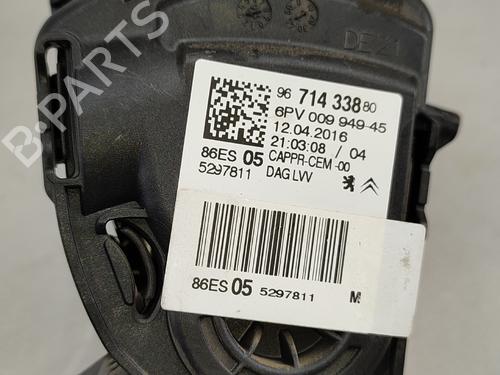 B-PARTS
DE21
96 714 338 80
6PV 009 949-45
12.04.2016
21:03:08 / 04
86ES 05 CAPPR-CEM -00
5297811 DAG LVV
86ES 05 5297811 M